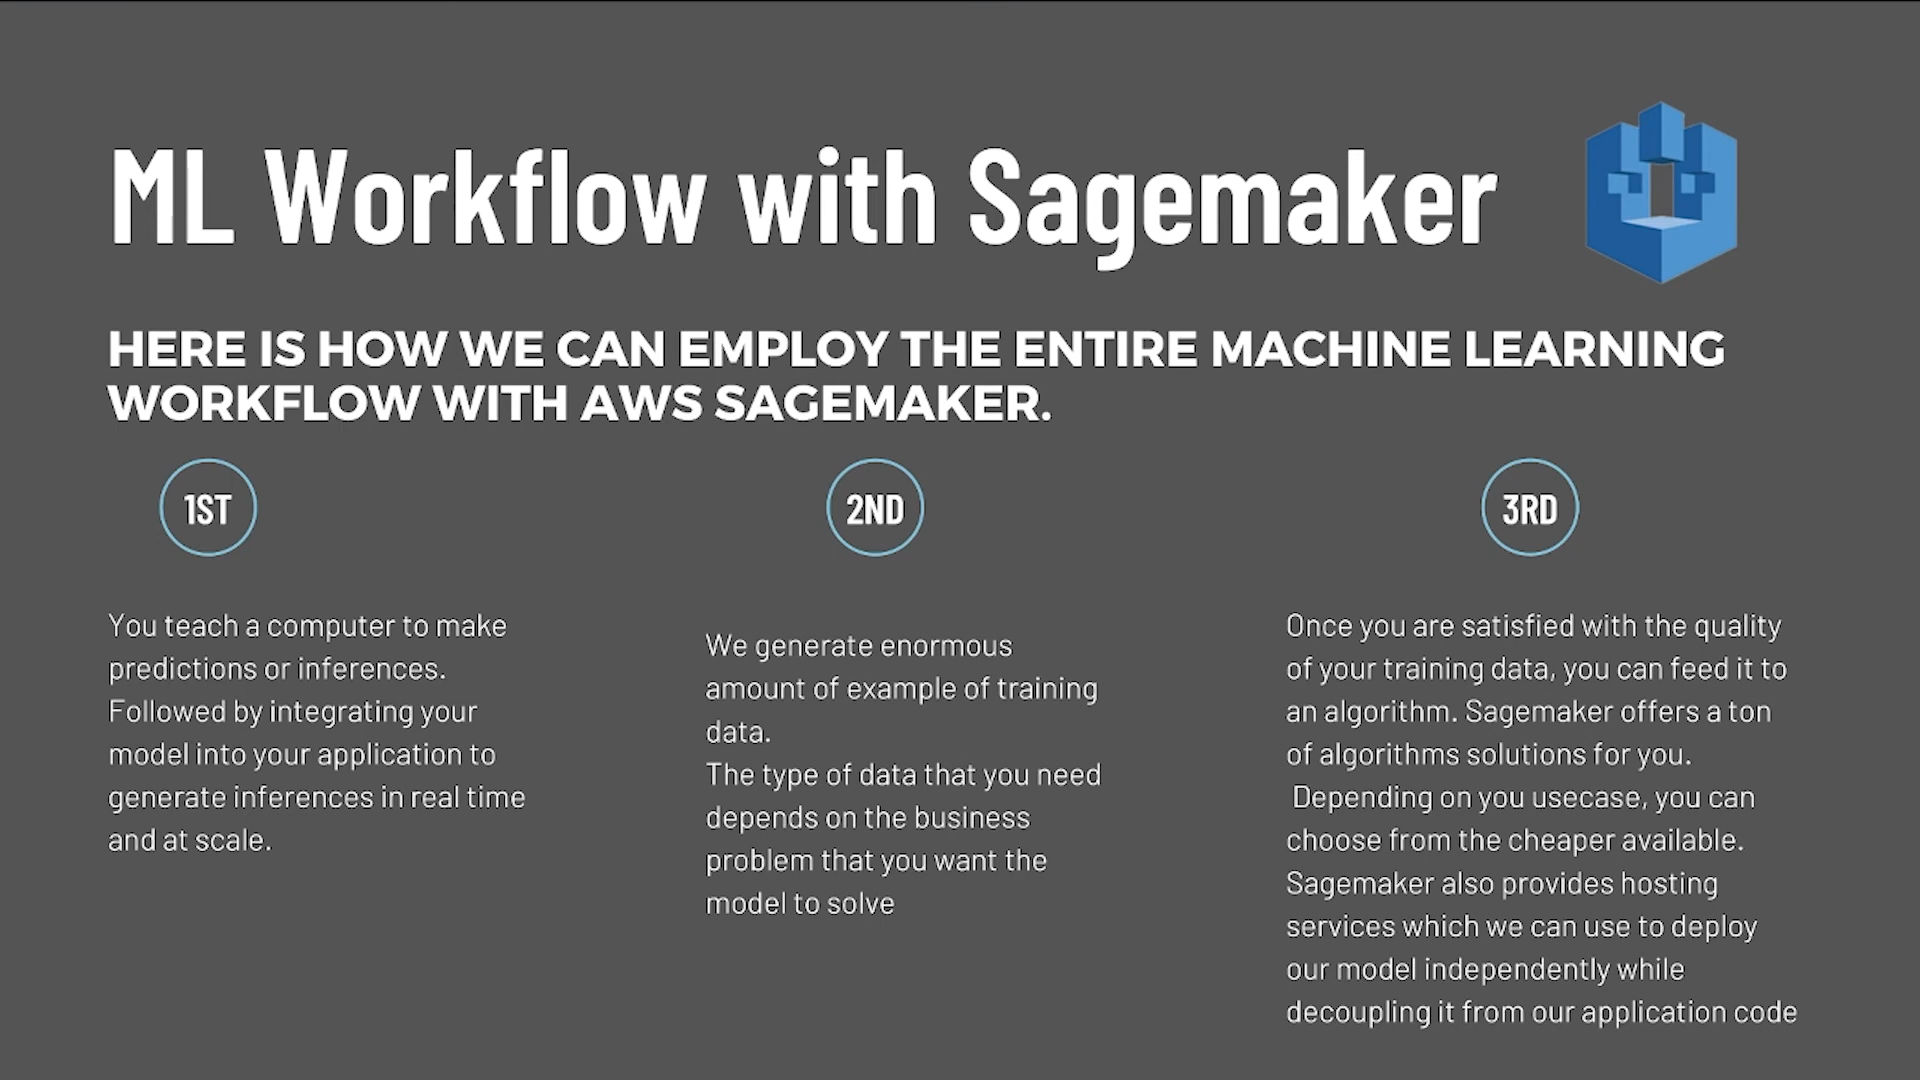 ML Workflow with Sagemaker
HERE IS HOW WE CAN EMPLOY THE ENTIRE MACHINE LEARNING
WORKFLOW WITH AWS SAGEMAKER.
1ST
You teach a computer to make
predictions or inferences.
Followed by integrating your
model into your application to
generate inferences in real time
and at scale.
2ND
We generate enormous
amount of example of training
data.
The type of data that you need
depends on the business
problem that you want the
model to solve
3RD
Once you are satisfied with the quality
of your training data, you can feed it to
an algorithm. Sagemaker offers a ton
of algorithms solutions for you.
Depending on you usecase, you can
choose from the cheaper available.
Sagemaker also provides hosting
services which we can use to deploy
our model independently while
decoupling it from our application code